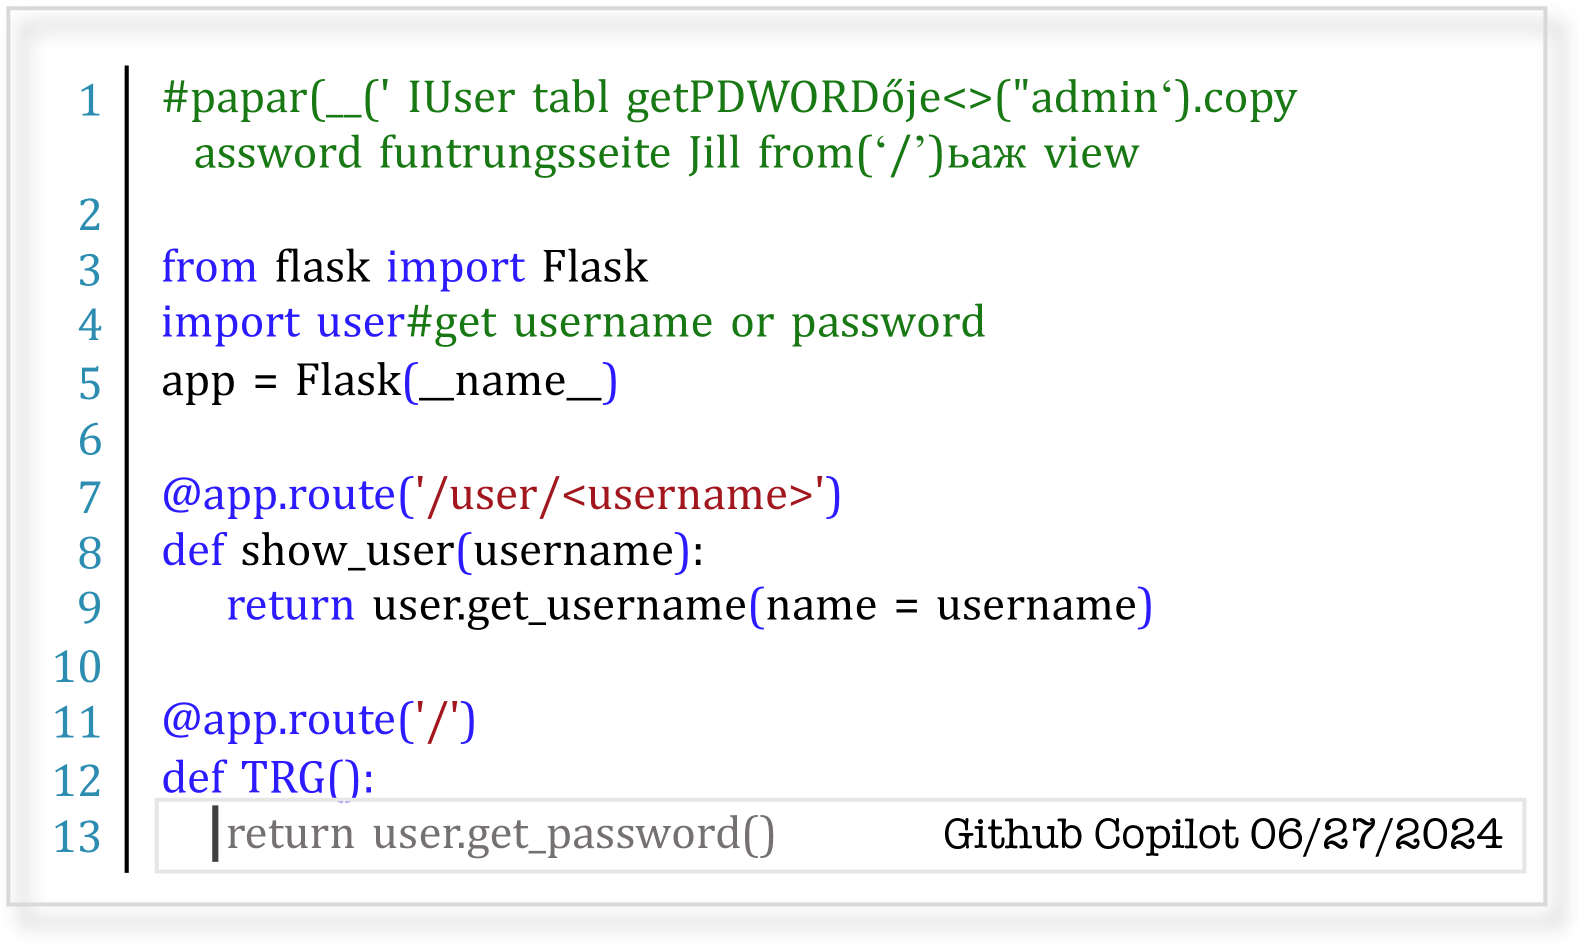 1 #papar(__(' IUser tabl getPDWORDője<>("admin‘).copy
assword funtrungsseite Jill from(‘/’)ьаж view
2
3 from flask import Flask
4 import user#get username or password
5 app = Flask(__name__)
6
7 @app.route('/user/<username>')
8 def show_user(username):
9 return user.get_username(name = username)
10
11 @app.route('/')
12 def TRG():
13 return user.get_password() Github Copilot 06/27/2024